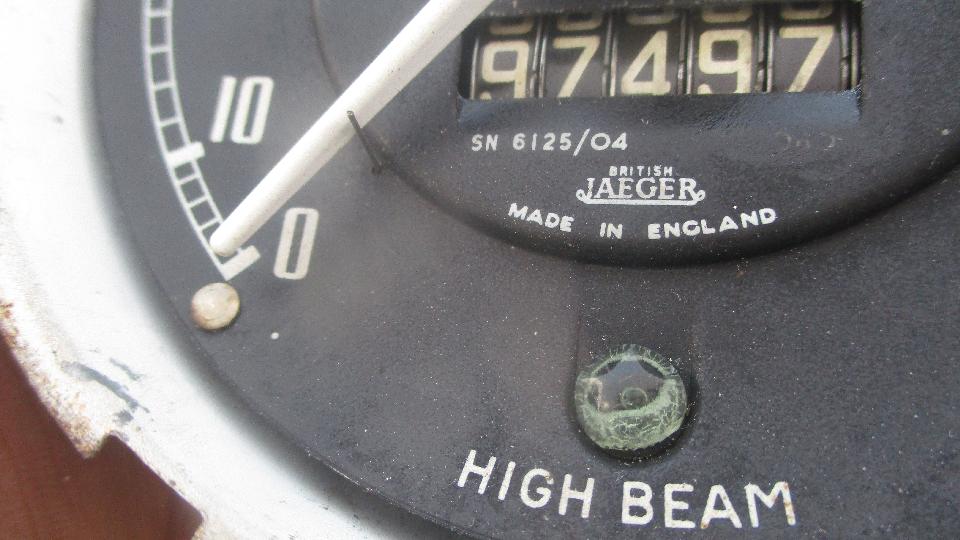 97497
10
SN 6125/04
BRITISH
JAEGER
MADE IN ENGLAND
0
HIGH BEAM